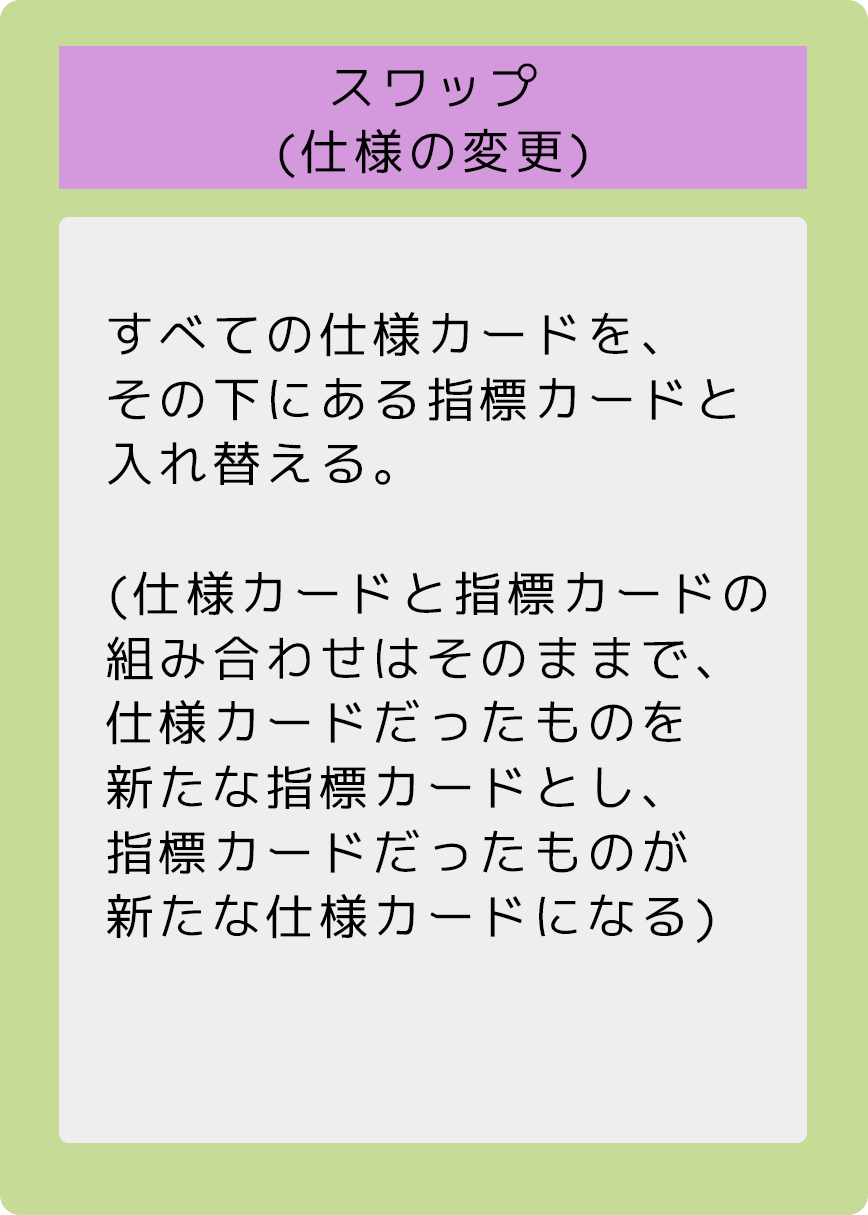 スワップ
(仕様の変更)
すべての仕様カードを、
その下にある指標カードと
入れ替える。
(仕様カードと指標カードの
組み合わせはそのままで、
仕様カードだったものを
新たな指標カードとし、
指標カードだったものが
新たな仕様カードになる)